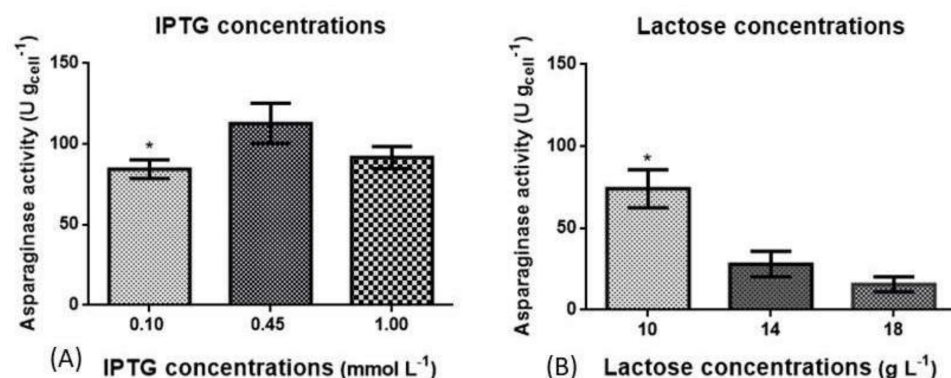 IPTG concentrations
Asparaginase activity (U gcell⁻¹)
150
100
50
0
*
0.10 0.45 1.00
(A) IPTG concentrations (mmol L⁻¹)
Lactose concentrations
Asparaginase activity (U gcell⁻¹)
150
100
50
0
*
10 14 18
(B) Lactose concentrations (g L⁻¹)